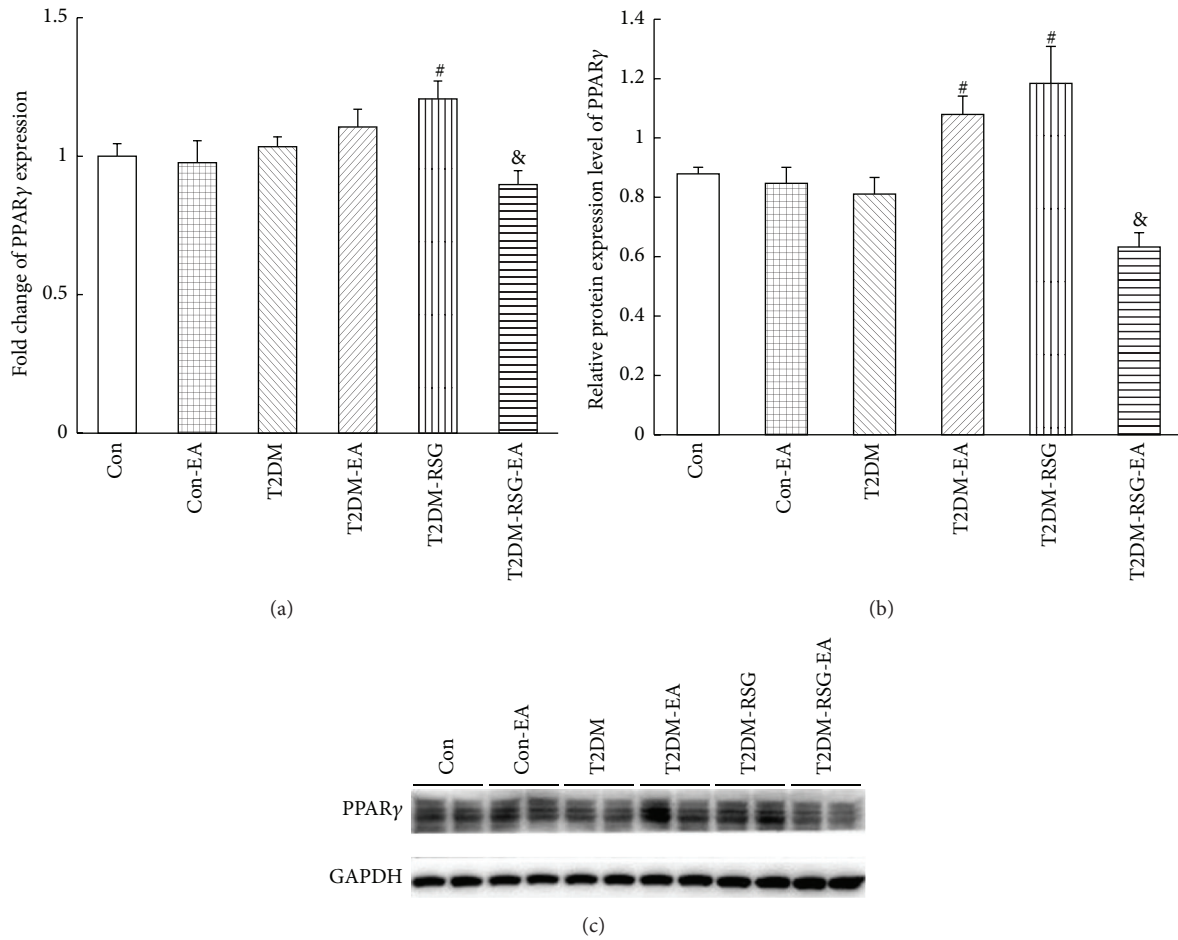 Fold change of PPARγ expression
1.5
1
0.5
0
#
&
Con
Con-EA
T2DM
T2DM-EA
T2DM-RSG
T2DM-RSG-EA
(a)
Relative protein expression level of PPARγ
1.4
1.2
1
0.8
0.6
0.4
0.2
0
#
#
&
Con
Con-EA
T2DM
T2DM-EA
T2DM-RSG
T2DM-RSG-EA
(b)
Con
Con-EA
T2DM
T2DM-EA
T2DM-RSG
T2DM-RSG-EA
PPARγ
GAPDH
(c)